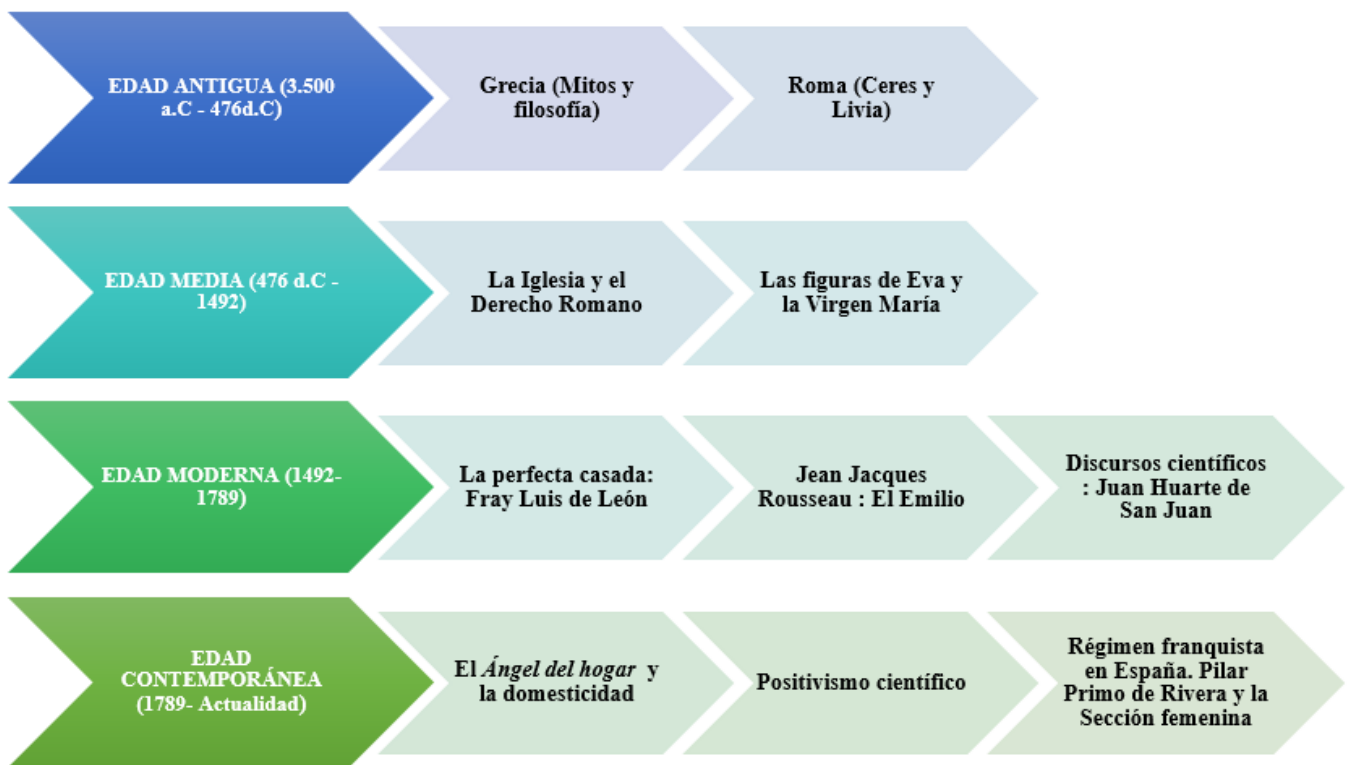 EDAD ANTIGUA (3.500
a.C - 476d.C)
Grecia (Mitos y
filosofía)
Roma (Ceres y
Livia)
EDAD MEDIA (476 d.C -
1492)
La Iglesia y el
Derecho Romano
Las figuras de Eva y
la Virgen María
EDAD MODERNA (1492-
1789)
La perfecta casada:
Fray Luis de León
Jean Jacques
Rousseau : El Emilio
Discursos científicos
: Juan Huarte de
San Juan
EDAD
CONTEMPORÁNEA
(1789- Actualidad)
El Ángel del hogar y
la domesticidad
Positivismo científico
Régimen franquista
en España. Pilar
Primo de Rivera y la
Sección femenina